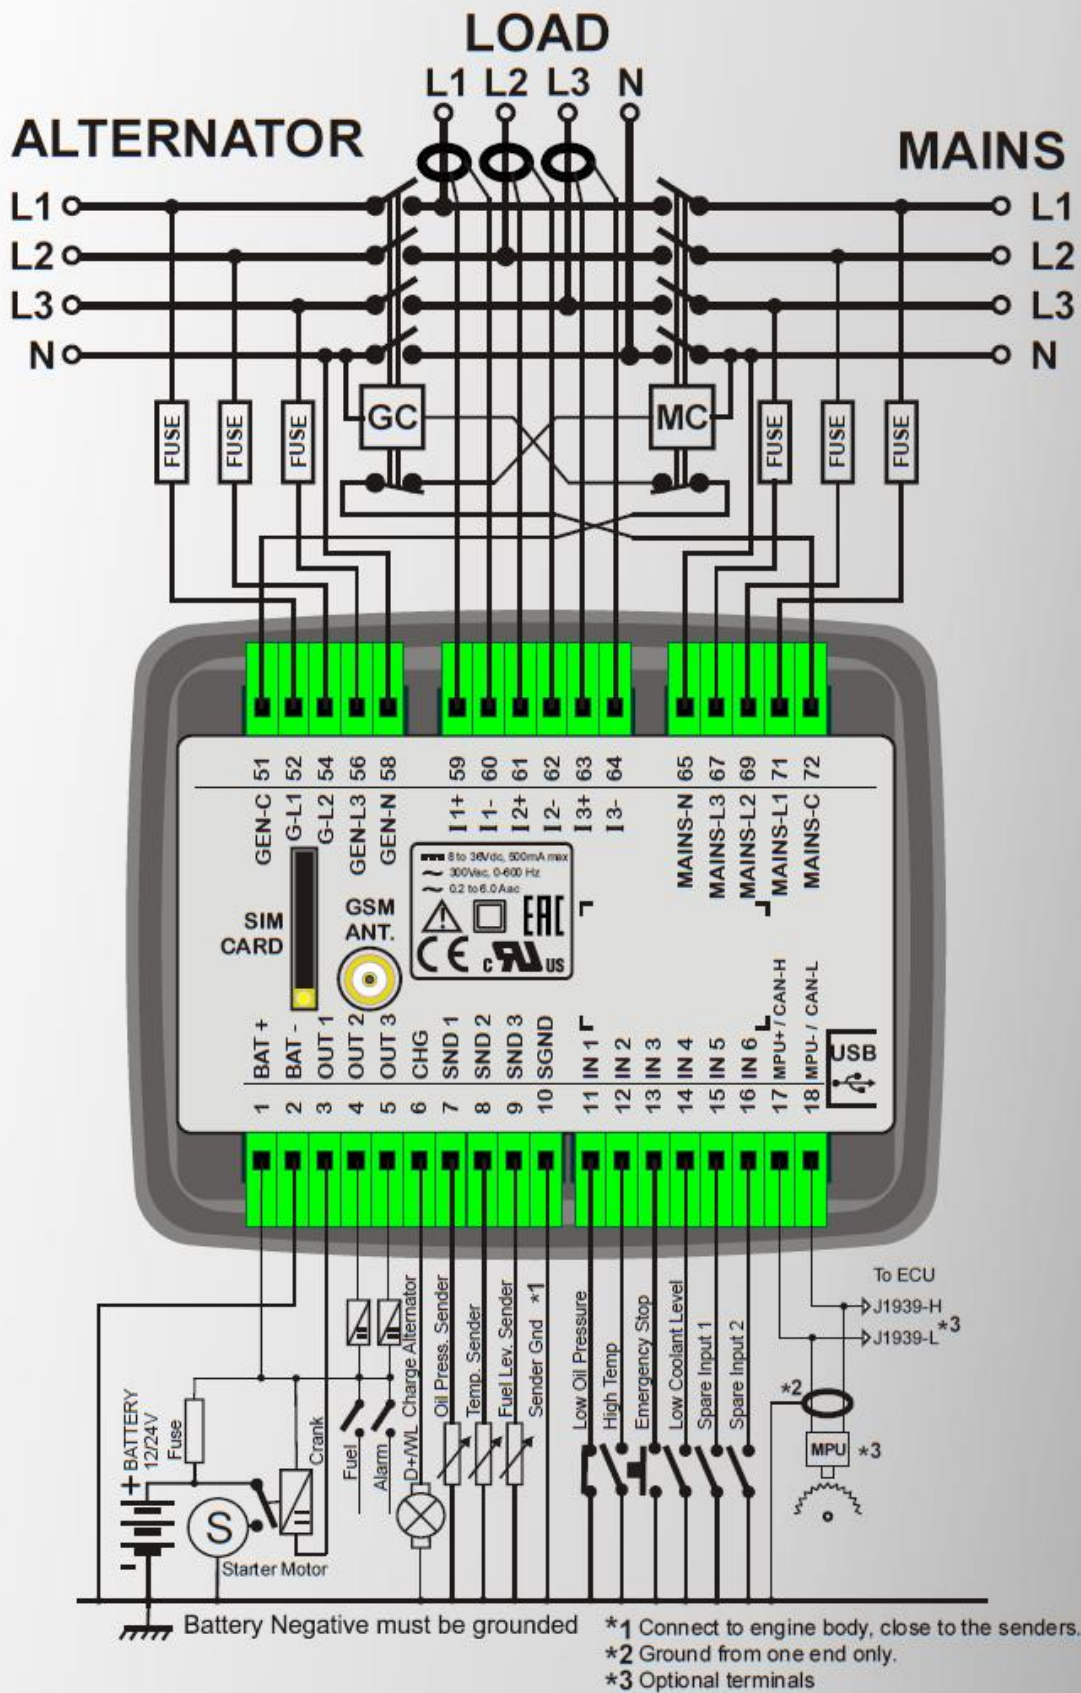 LOAD
L1 L2 L3 N
ALTERNATOR
MAINS
L1
L2
L3
N
L1
L2
L3
N
GC
MC
FUSE
FUSE
FUSE
FUSE
FUSE
FUSE
51 52 54 56 58
59 60 61 62 63 64
65 67 69 71 72
GEN-C
G-L1
G-L2
GEN-L3
GEN-N
I1+
I1-
I2+
I2-
I3+
I3-
MAINS-N
MAINS-L3
MAINS-L2
MAINS-L1
MAINS-C
8 to 36Vdc, 500mA max
300Vac, 0-600 Hz
0.2 to 6.0 Aac
EAC
CE
c RU US
SIM
CARD
GSM
ANT.
BAT +
BAT -
OUT 1
OUT 2
OUT 3
CHG
SND 1
SND 2
SND 3
SGND
IN 1
IN 2
IN 3
IN 4
IN 5
IN 6
MPU+ / CAN-H
MPU- / CAN-L
USB
1 2 3 4 5 6 7 8 9 10
11 12 13 14 15 16 17 18
D+/WL Charge Alternator
Oil Press. Sender
Temp. Sender
Fuel Lev. Sender
Sender Gnd *1
Low Oil Pressure
High Temp
Emergency Stop
Low Coolant Level
Spare Input 1
Spare Input 2
To ECU
J1939-H
J1939-L *3
*2
MPU *3
+ BATTERY
12/24V
-
Fuse
Crank
Fuel
Alarm
S
Starter Motor
Battery Negative must be grounded
*1 Connect to engine body, close to the senders.
*2 Ground from one end only.
*3 Optional terminals